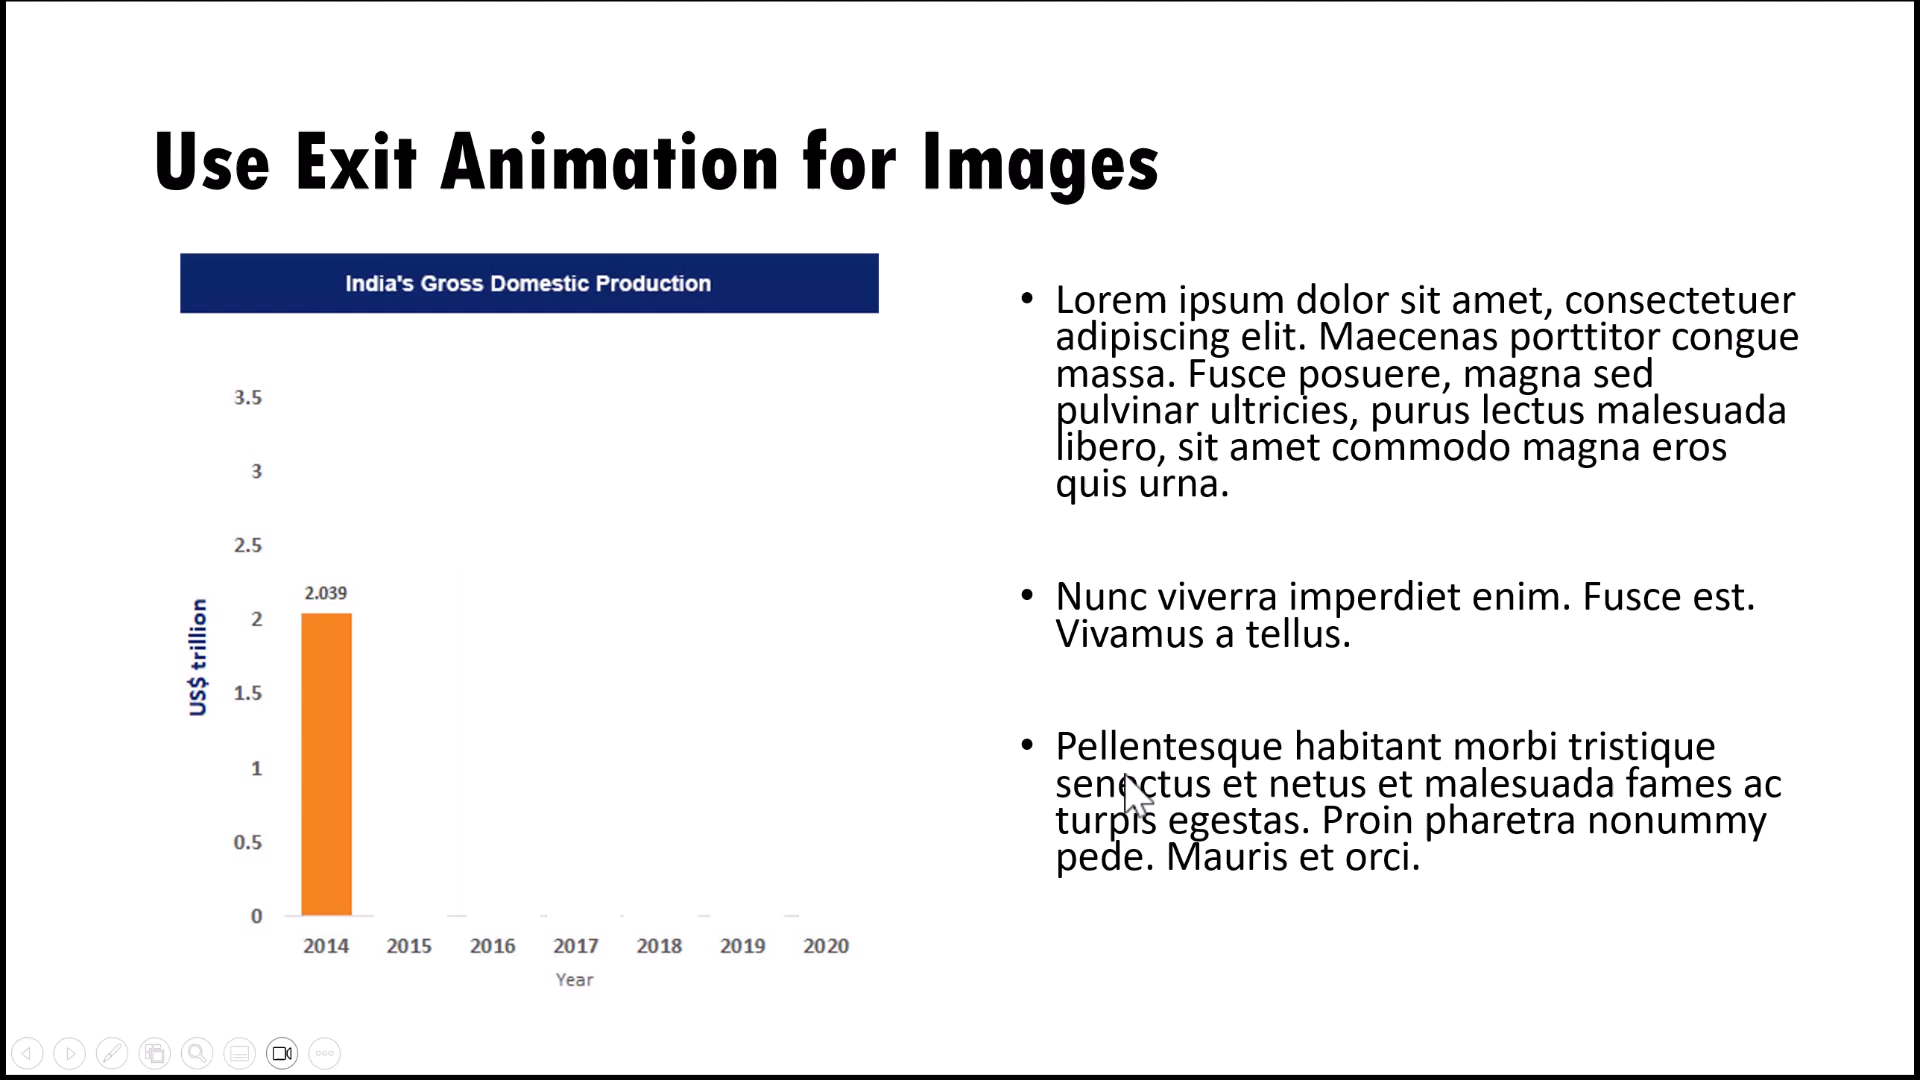 Use Exit Animation for Images
India's Gross Domestic Production
3.5
3
2.5
2
1.5
1
0.5
0
US$ trillion
2.039
2014 2015 2016 2017 2018 2019 2020
Year
• Lorem ipsum dolor sit amet, consectetuer
adipiscing elit. Maecenas porttitor congue
massa. Fusce posuere, magna sed
pulvinar ultricies, purus lectus malesuada
libero, sit amet commodo magna eros
quis urna.
• Nunc viverra imperdiet enim. Fusce est.
Vivamus a tellus.
• Pellentesque habitant morbi tristique
senectus et netus et malesuada fames ac
turpis egestas. Proin pharetra nonummy
pede. Mauris et orci.